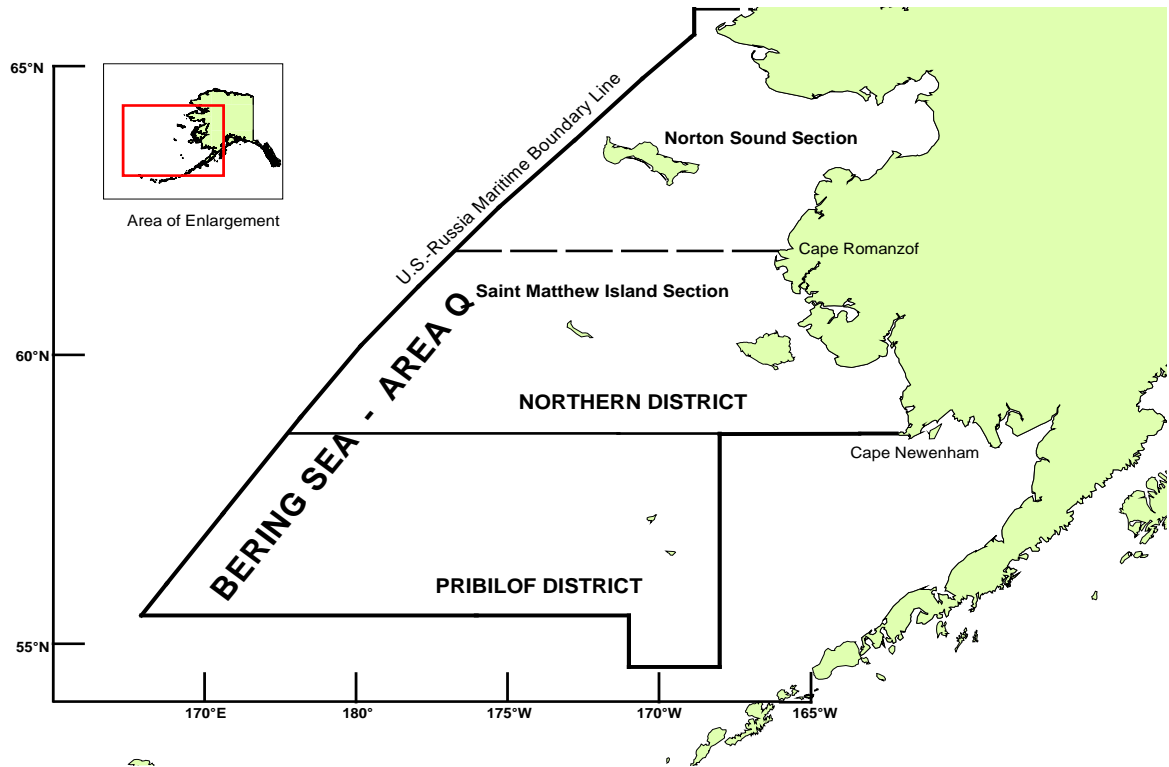 65°N
Area of Enlargement
U.S.-Russia Maritime Boundary Line
Norton Sound Section
Cape Romanzof
Saint Matthew Island Section
60°N
BERING SEA - AREA Q
NORTHERN DISTRICT
Cape Newenham
PRIBILOF DISTRICT
55°N
170°E
180°
175°W
170°W
165°W